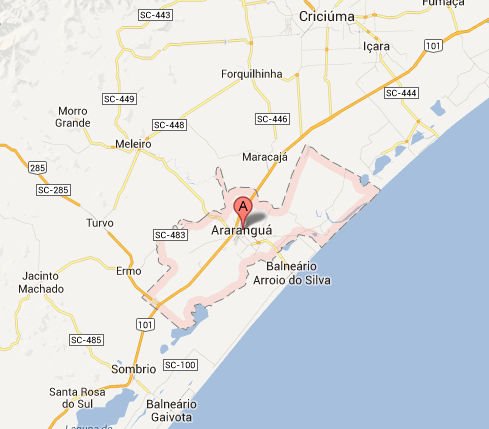 Fumaça
SC-443
Criciúma
Içara
101
Forquilhinha
SC-444
SC-449
Morro
Grande
SC-446
SC-448
Meleiro
Maracajá
285
SC-285
A
Turvo
SC-483
Araranguá
Ermo
Balneário
Arroio do Silva
Jacinto
Machado
101
SC-485
Sombrio
SC-100
Santa Rosa
do Sul
Balneário
Gaivota
Laguna de